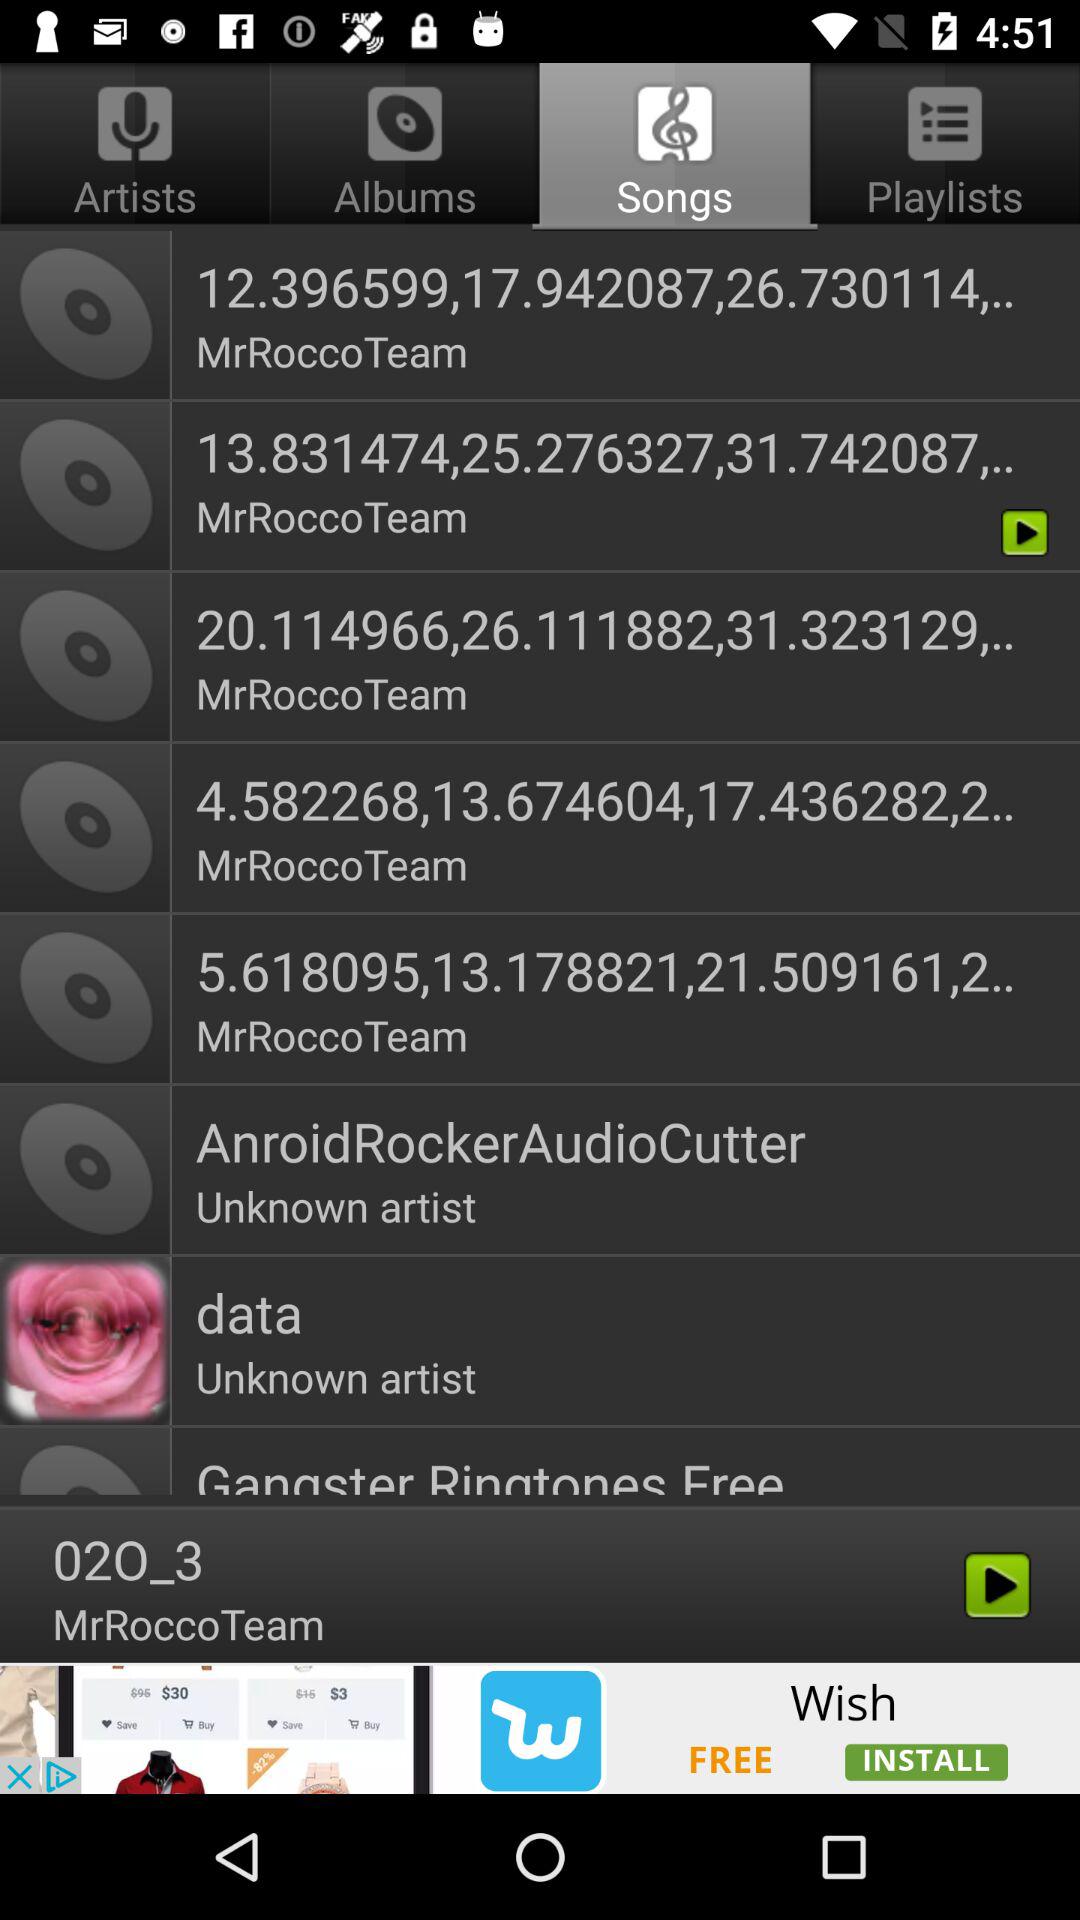 FAKE
4:51
Artists
Albums
Songs
Playlists
12.396599,17.942087,26.730114,..
MrRoccoTeam
13.831474,25.276327,31.742087,..
MrRoccoTeam
20.114966,26.111882,31.323129,..
MrRoccoTeam
4.582268,13.674604,17.436282,2..
MrRoccoTeam
5.618095,13.178821,21.509161,2..
MrRoccoTeam
AnroidRockerAudioCutter
Unknown artist
data
Unknown artist
Gangster Ringtones Free
02O_3
MrRoccoTeam
$95 $30 $15 $3
Save Buy Save Buy
-82%
Wish
FREE INSTALL